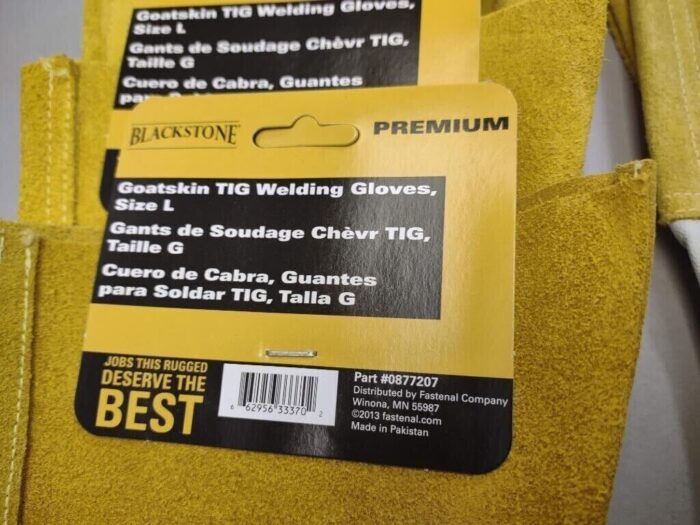 Goatskin TIG Welding Gloves,
Size L
Gants de Soudage Chèvr TIG,
Taille G
Cuero de Cabra, Guantes
BLACKSTONE
PREMIUM
Goatskin TIG Welding Gloves,
Size L
Gants de Soudage Chèvr TIG,
Taille G
Cuero de Cabra, Guantes
para Soldar TIG, Talla G
JOBS THIS RUGGED
DESERVE THE
BEST
6 62956 33370 2
Part #0877207
Distributed by Fastenal Company
Winona, MN 55987
©2013 fastenal.com
Made in Pakistan